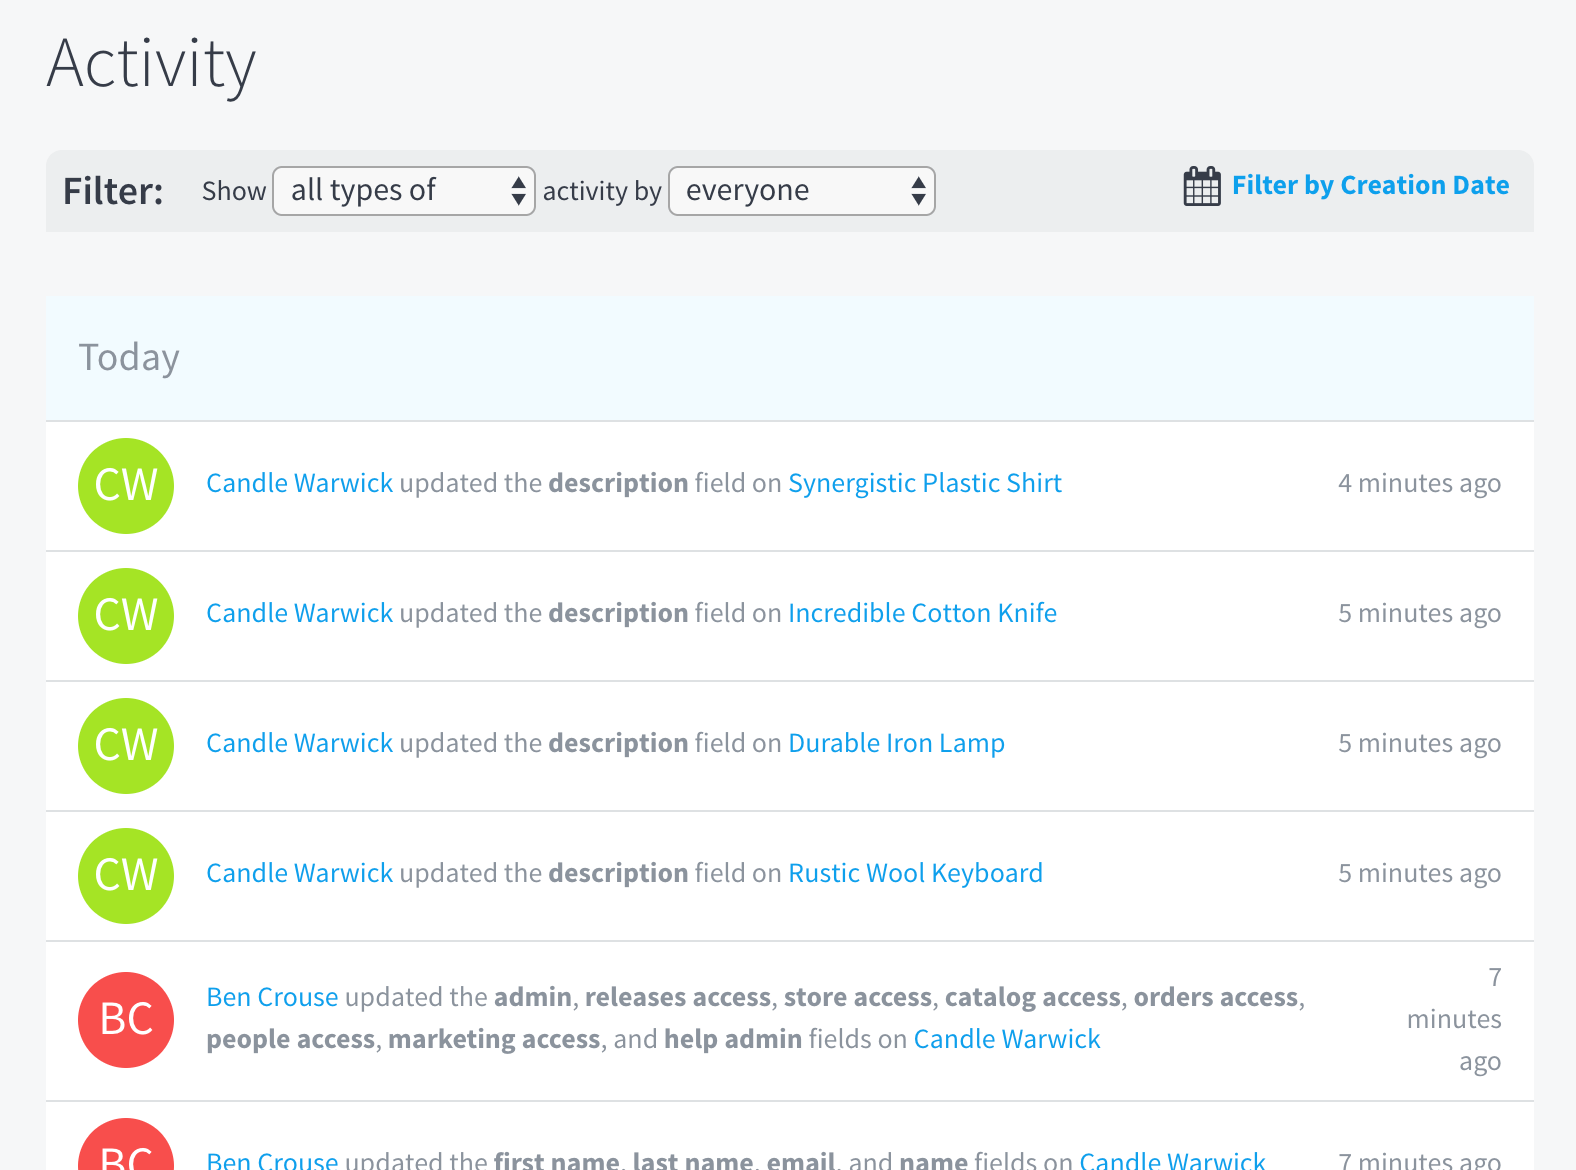 Activity
Filter: Show all types of activity by everyone Filter by Creation Date
Today
CW Candle Warwick updated the description field on Synergistic Plastic Shirt 4 minutes ago
CW Candle Warwick updated the description field on Incredible Cotton Knife 5 minutes ago
CW Candle Warwick updated the description field on Durable Iron Lamp 5 minutes ago
CW Candle Warwick updated the description field on Rustic Wool Keyboard 5 minutes ago
BC
Ben Crouse updated the admin, releases access, store access, catalog access, orders access,
people access, marketing access, and help admin fields on Candle Warwick
7
minutes
ago
BC Ben Crouse updated the first name, last name, email, and name fields on Candle Warwick 7 minutes ago